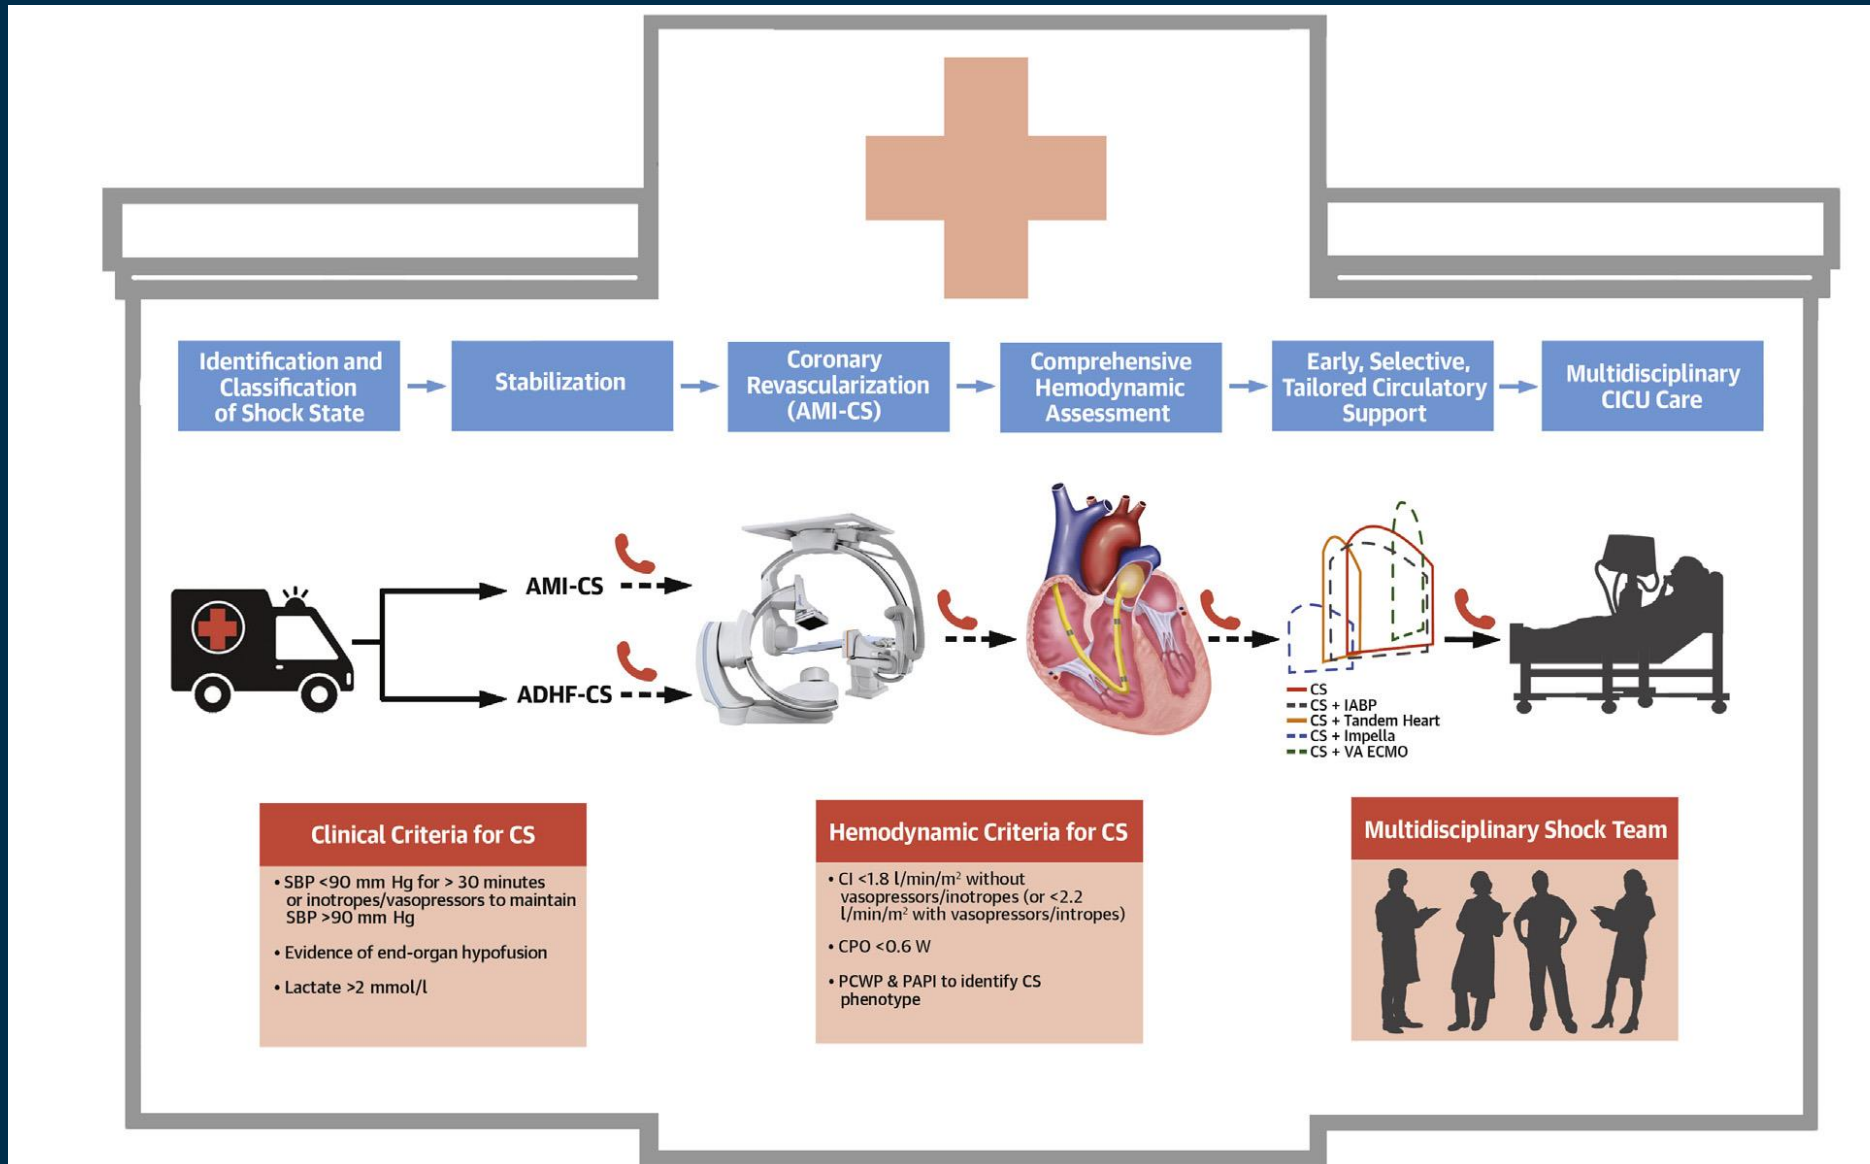 Identification and
Classification
of Shock State
Stabilization
Coronary
Revascularization
(AMI-CS)
Comprehensive
Hemodynamic
Assessment
Early, Selective,
Tailored Circulatory
Support
Multidisciplinary
CICU Care
AMI-CS
ADHF-CS
CS
CS + IABP
CS + Tandem Heart
CS + Impella
CS + VA ECMO
Clinical Criteria for CS
• SBP <90 mm Hg for > 30 minutes
or inotropes/vasopressors to maintain
SBP >90 mm Hg
• Evidence of end-organ hypofusion
• Lactate >2 mmol/l
Hemodynamic Criteria for CS
• CI <1.8 l/min/m² without
vasopressors/inotropes (or <2.2
l/min/m² with vasopressors/intropes)
• CPO <0.6 W
• PCWP & PAPI to identify CS
phenotype
Multidisciplinary Shock Team